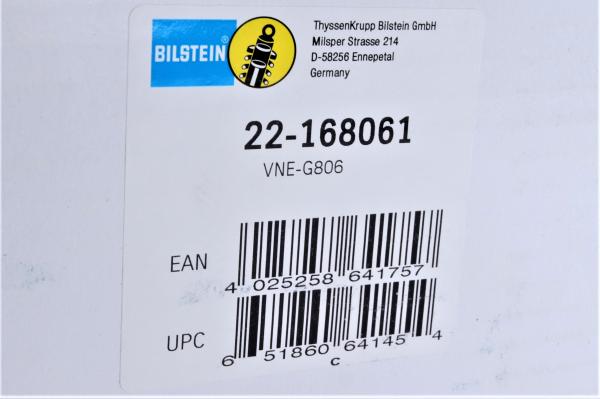 BILSTEIN®
ThyssenKrupp Bilstein GmbH
Milsper Strasse 214
D-58256 Ennepetal
Germany
22-168061
VNE-G806
EAN
4 025258 641757
UPC
6 51860 64145 4
c